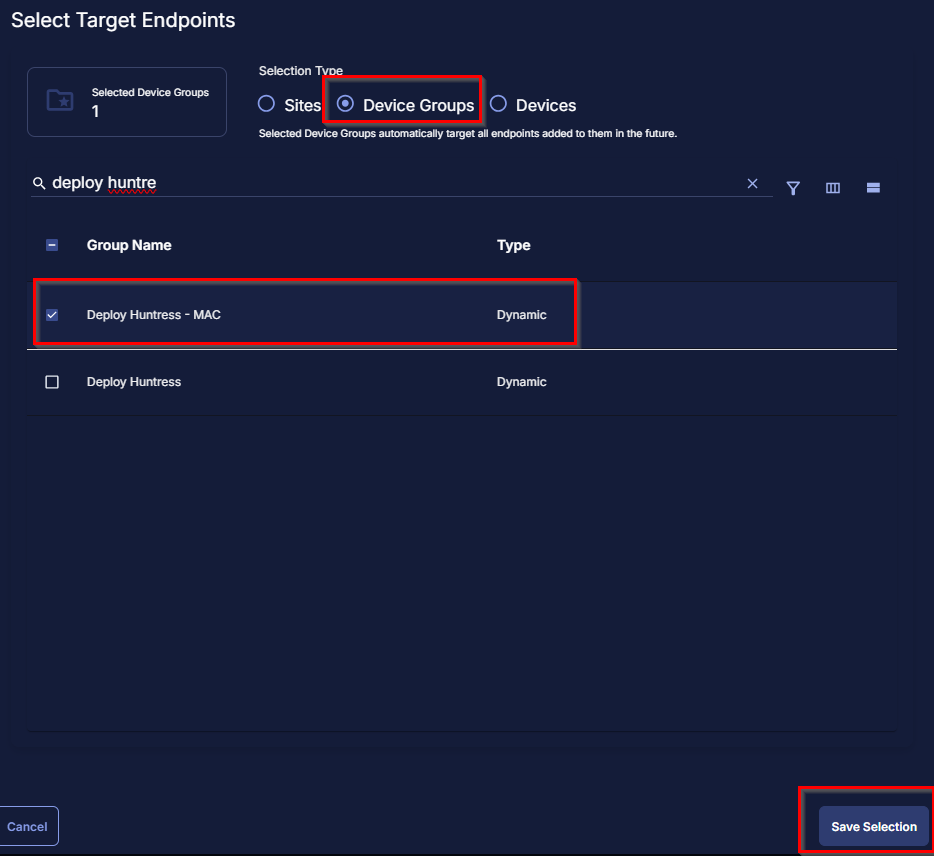 Select Target Endpoints
Selected Device Groups
1
Selection Type
Sites
Device Groups
Devices
Selected Device Groups automatically target all endpoints added to them in the future.
deploy huntre
Group Name
Type
Deploy Huntress - MAC
Dynamic
Deploy Huntress
Dynamic
Cancel
Save Selection